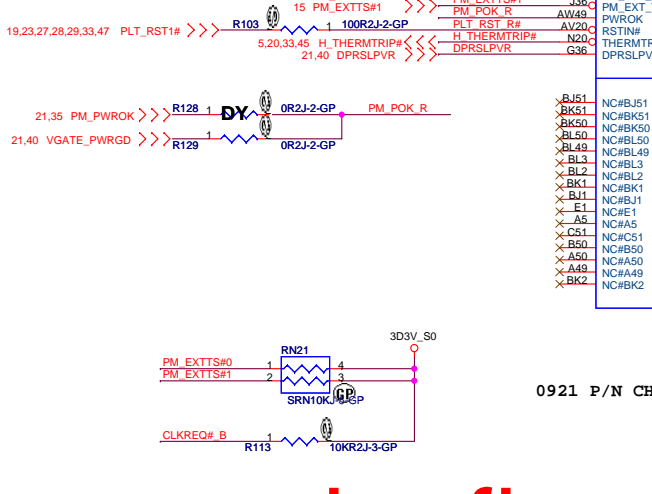 15 PM_EXTTS#1
PM_EXTTS#1 J36 PM_EXT_
PM_POK_R AW49 PWROK
19,23,27,28,29,33,47 PLT_RST1# R103 1 100R2J-2-GP PLT_RST_R# AV20 RSTIN#
5,20,33,45 H_THERMTRIP# H_THERMTRIP# N20 THERMTR
21,40 DPRSLPVR DPRSLPVR G36 DPRSLPV
21,35 PM_PWROK R128 1 DY 0R2J-2-GP PM_POK_R
21,40 VGATE_PWRGD R129 1 0R2J-2-GP
BJ51 NC#BJ51
BK51 NC#BK51
BK50 NC#BK50
BL50 NC#BL50
BL49 NC#BL49
BL3 NC#BL3
BL2 NC#BL2
BK1 NC#BK1
BJ1 NC#BJ1
E1 NC#E1
A5 NC#A5
C51 NC#C51
B50 NC#B50
A50 NC#A50
A49 NC#A49
BK2 NC#BK2
3D3V_S0
RN21
PM_EXTTS#0 1 4
PM_EXTTS#1 2 3
GP
0921 P/N CH
CLKREQ#_B R113 1 10KR2J-3-GP